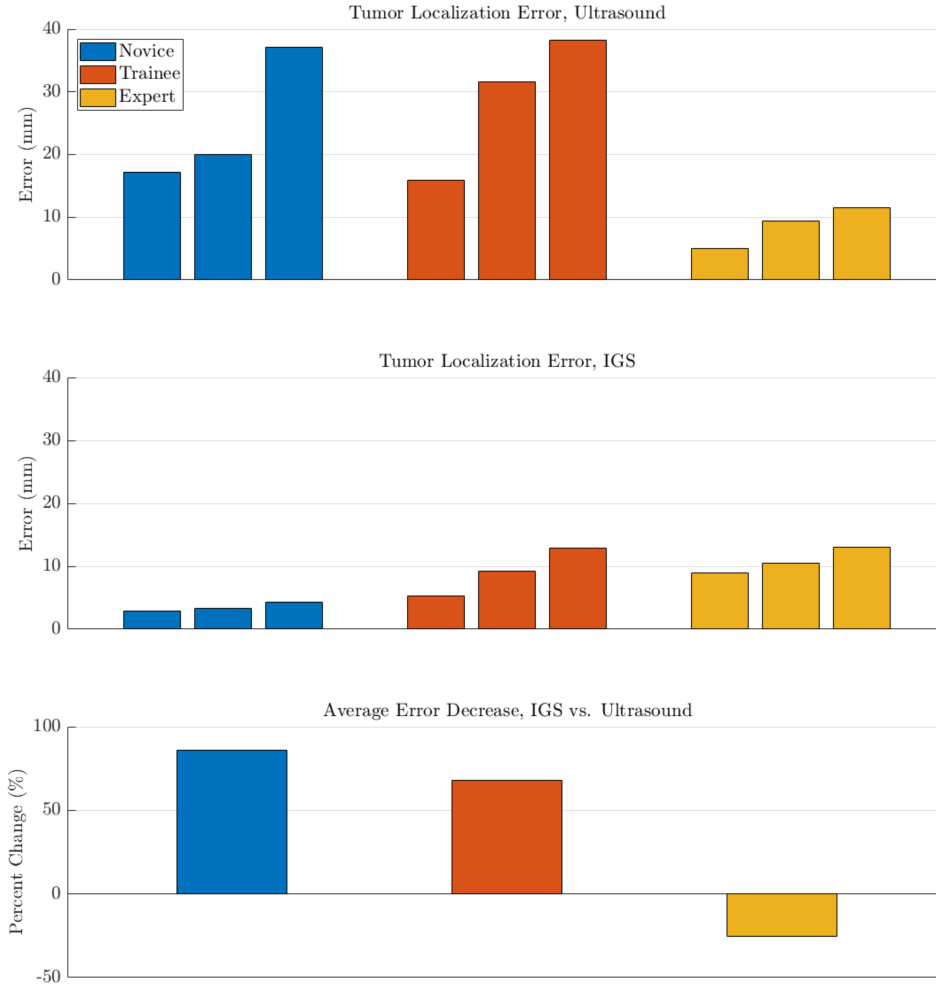 Tumor Localization Error, Ultrasound
40
30
20
10
0
Error (mm)
Novice
Trainee
Expert
Tumor Localization Error, IGS
40
30
20
10
0
Error (mm)
Average Error Decrease, IGS vs. Ultrasound
100
50
0
-50
Percent Change (%)